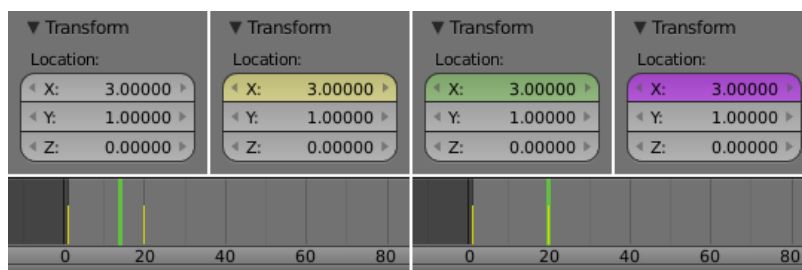 ▼ Transform ▼ Transform ▼ Transform ▼ Transform
Location: Location: Location: Location:
X: 3.00000 X: 3.00000 X: 3.00000 X: 3.00000
Y: 1.00000 Y: 1.00000 Y: 1.00000 Y: 1.00000
Z: 0.00000 Z: 0.00000 Z: 0.00000 Z: 0.00000
0 20 40 60 80 0 20 40 60 80